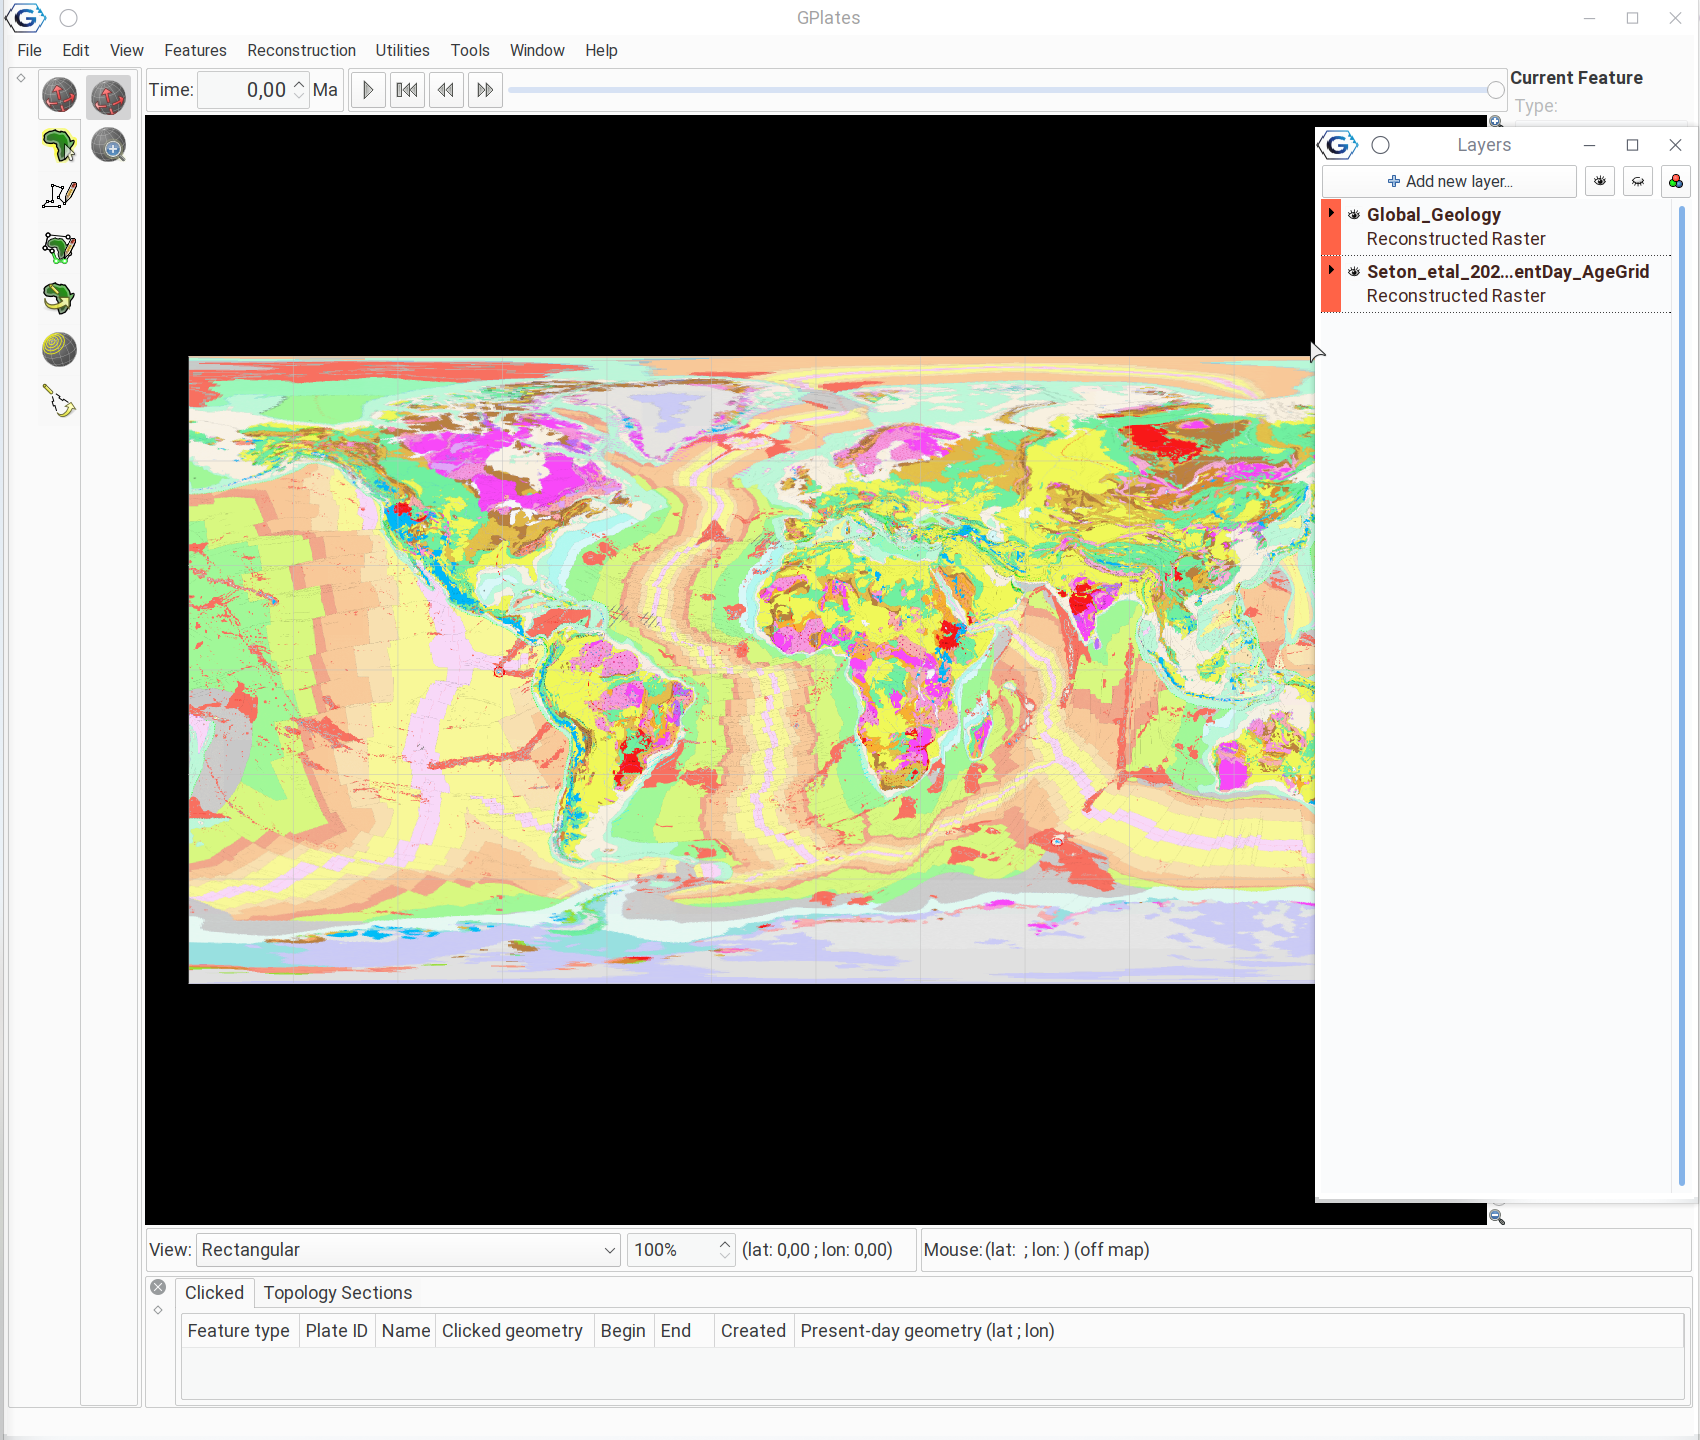 GPlates
File Edit View Features Reconstruction Utilities Tools Window Help
Time: 0,00 Ma
Current Feature
Type:
Layers
Add new layer...
Global_Geology
Reconstructed Raster
Seton_etal_202...entDay_AgeGrid
Reconstructed Raster
View: Rectangular 100% (lat: 0,00 ; lon: 0,00) Mouse: (lat: ; lon: ) (off map)
Clicked Topology Sections
Feature type Plate ID Name Clicked geometry Begin End Created Present-day geometry (lat ; lon)